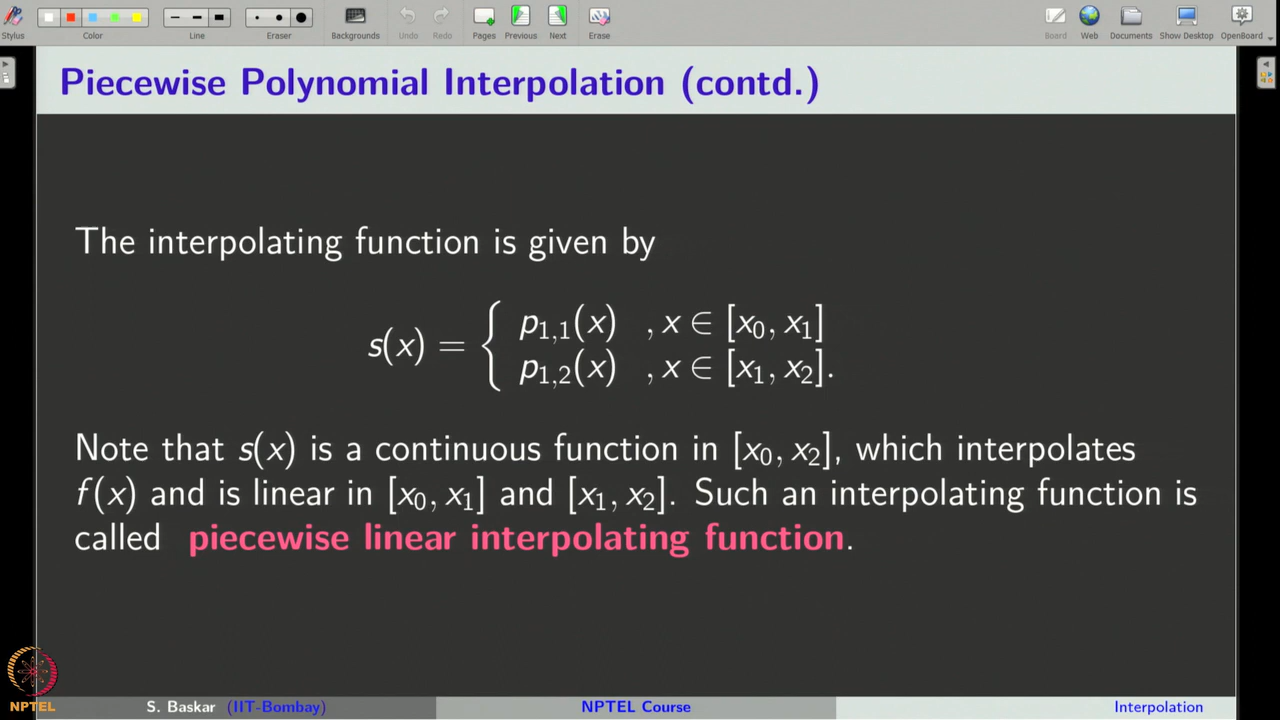 Stylus Color Line Eraser Backgrounds Undo Redo Pages Previous Next Erase Board Web Documents Show Desktop OpenBoard
Piecewise Polynomial Interpolation (contd.)
The interpolating function is given by
s(x) = { p₁,₁(x) , x ∈ [x₀, x₁]
p₁,₂(x) , x ∈ [x₁, x₂].
Note that s(x) is a continuous function in [x₀, x₂], which interpolates
f(x) and is linear in [x₀, x₁] and [x₁, x₂]. Such an interpolating function is
called piecewise linear interpolating function.
NPTEL
S. Baskar (IIT-Bombay) NPTEL Course Interpolation